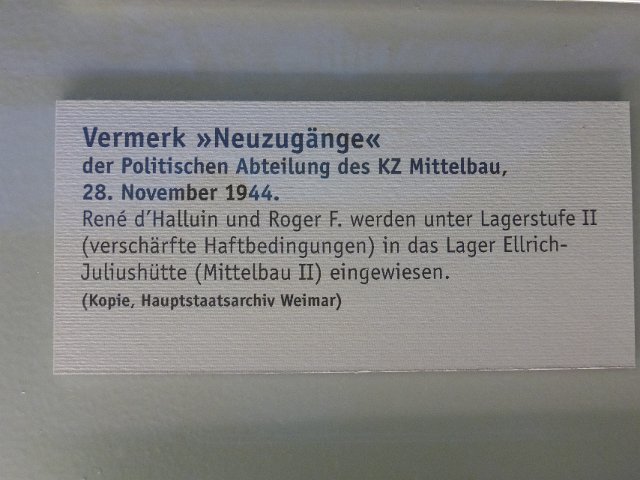 Vermerk »Neuzugänge«
der Politischen Abteilung des KZ Mittelbau,
28. November 1944.
René d'Halluin und Roger F. werden unter Lagerstufe II
(verschärfte Haftbedingungen) in das Lager Ellrich-
Juliushütte (Mittelbau II) eingewiesen.
(Kopie, Hauptstaatsarchiv Weimar)